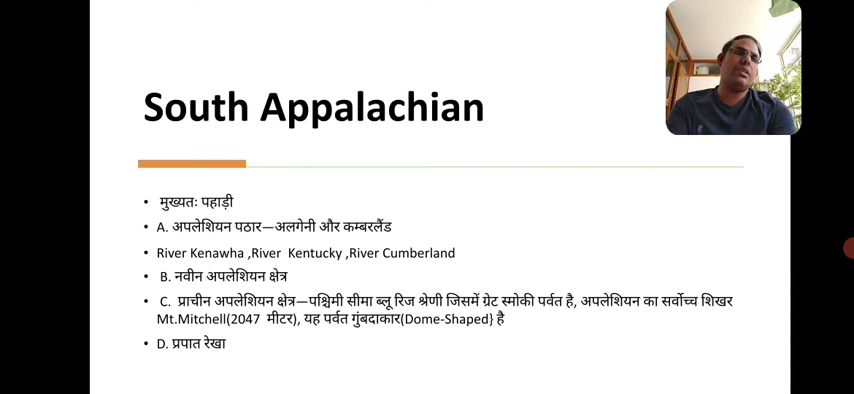 South Appalachian
• मुख्यतः पहाड़ी
• A. अपलेशियन पठार—अलगेनी और कम्बरलैंड
• River Kenawha ,River Kentucky ,River Cumberland
• B. नवीन अपलेशियन क्षेत्र
• C. प्राचीन अपलेशियन क्षेत्र—पश्चिमी सीमा ब्लू रिज श्रेणी जिसमें ग्रेट स्मोकी पर्वत है, अपलेशियन का सर्वोच्च शिखर
Mt.Mitchell(2047 मीटर), यह पर्वत गुंबदाकार(Dome-Shaped} है
• D. प्रपात रेखा